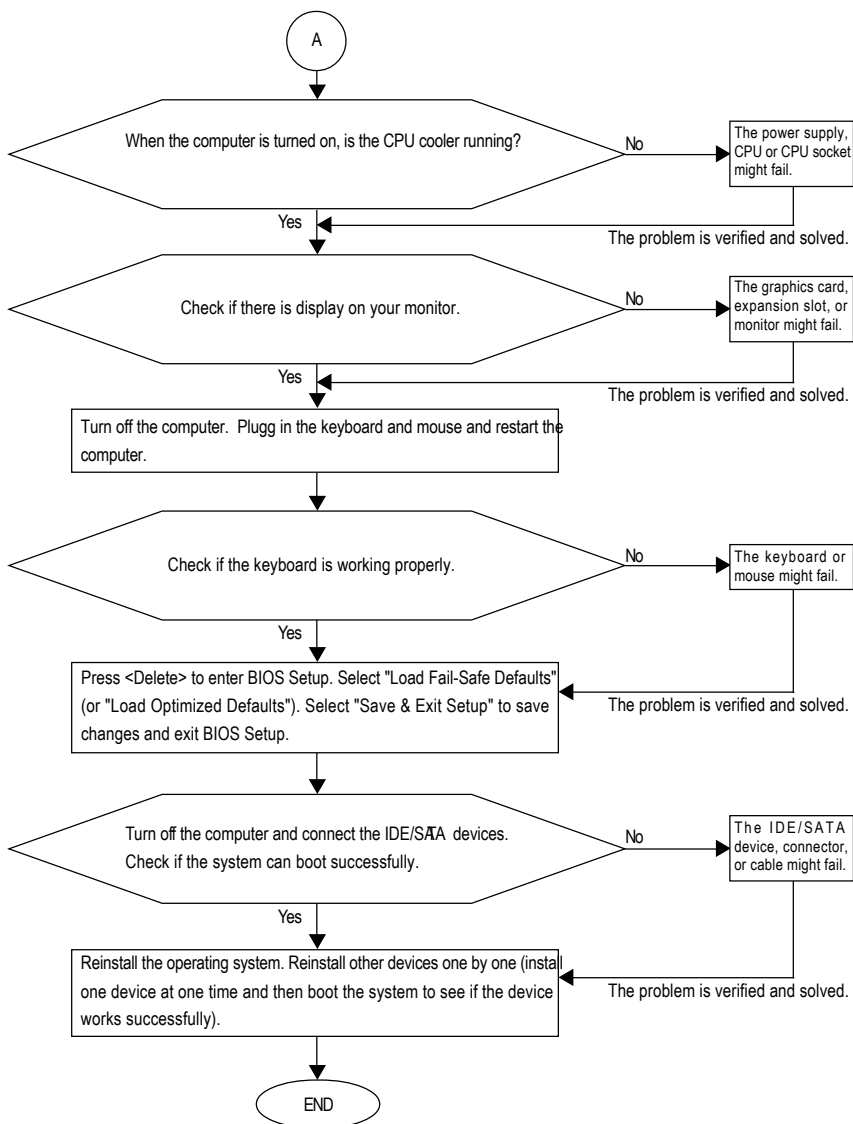 A
When the computer is turned on, is the CPU cooler running?
No
The power supply,
CPU or CPU socket
might fail.
Yes
The problem is verified and solved.
Check if there is display on your monitor.
No
The graphics card,
expansion slot, or
monitor might fail.
Yes
The problem is verified and solved.
Turn off the computer. Plugg in the keyboard and mouse and restart the
computer.
Check if the keyboard is working properly.
No
The keyboard or
mouse might fail.
Yes
Press <Delete> to enter BIOS Setup. Select "Load Fail-Safe Defaults"
(or "Load Optimized Defaults"). Select "Save & Exit Setup" to save
changes and exit BIOS Setup.
The problem is verified and solved.
Turn off the computer and connect the IDE/SATA devices.
Check if the system can boot successfully.
No
The IDE/SATA
device, connector,
or cable might fail.
Yes
Reinstall the operating system. Reinstall other devices one by one (install
one device at one time and then boot the system to see if the device
works successfully).
The problem is verified and solved.
END